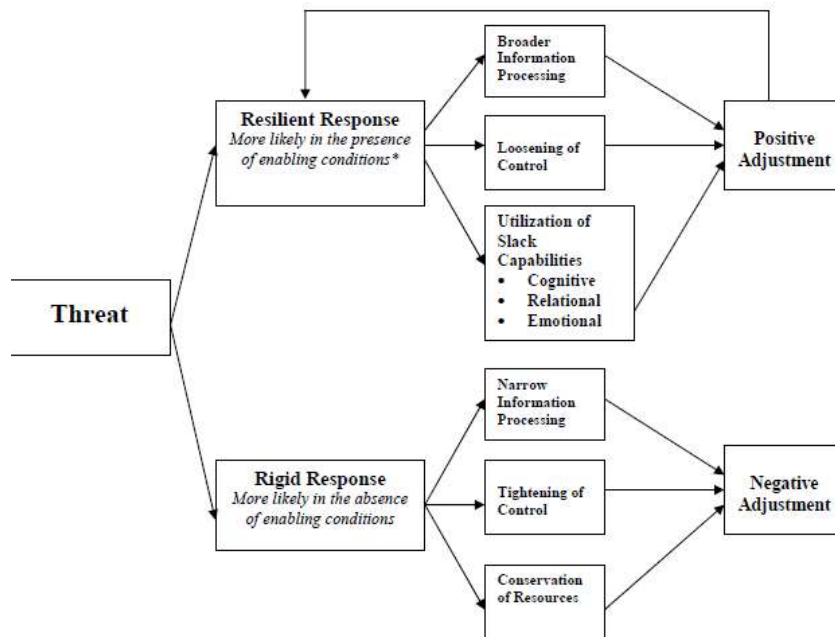 Broader
Information
Processing
Resilient Response
More likely in the presence
of enabling conditions*
Loosening of
Control
Positive
Adjustment
Utilization of
Slack
Capabilities
• Cognitive
• Relational
• Emotional
Threat
Narrow
Information
Processing
Rigid Response
More likely in the absence
of enabling conditions
Tightening of
Control
Negative
Adjustment
Conservation
of Resources